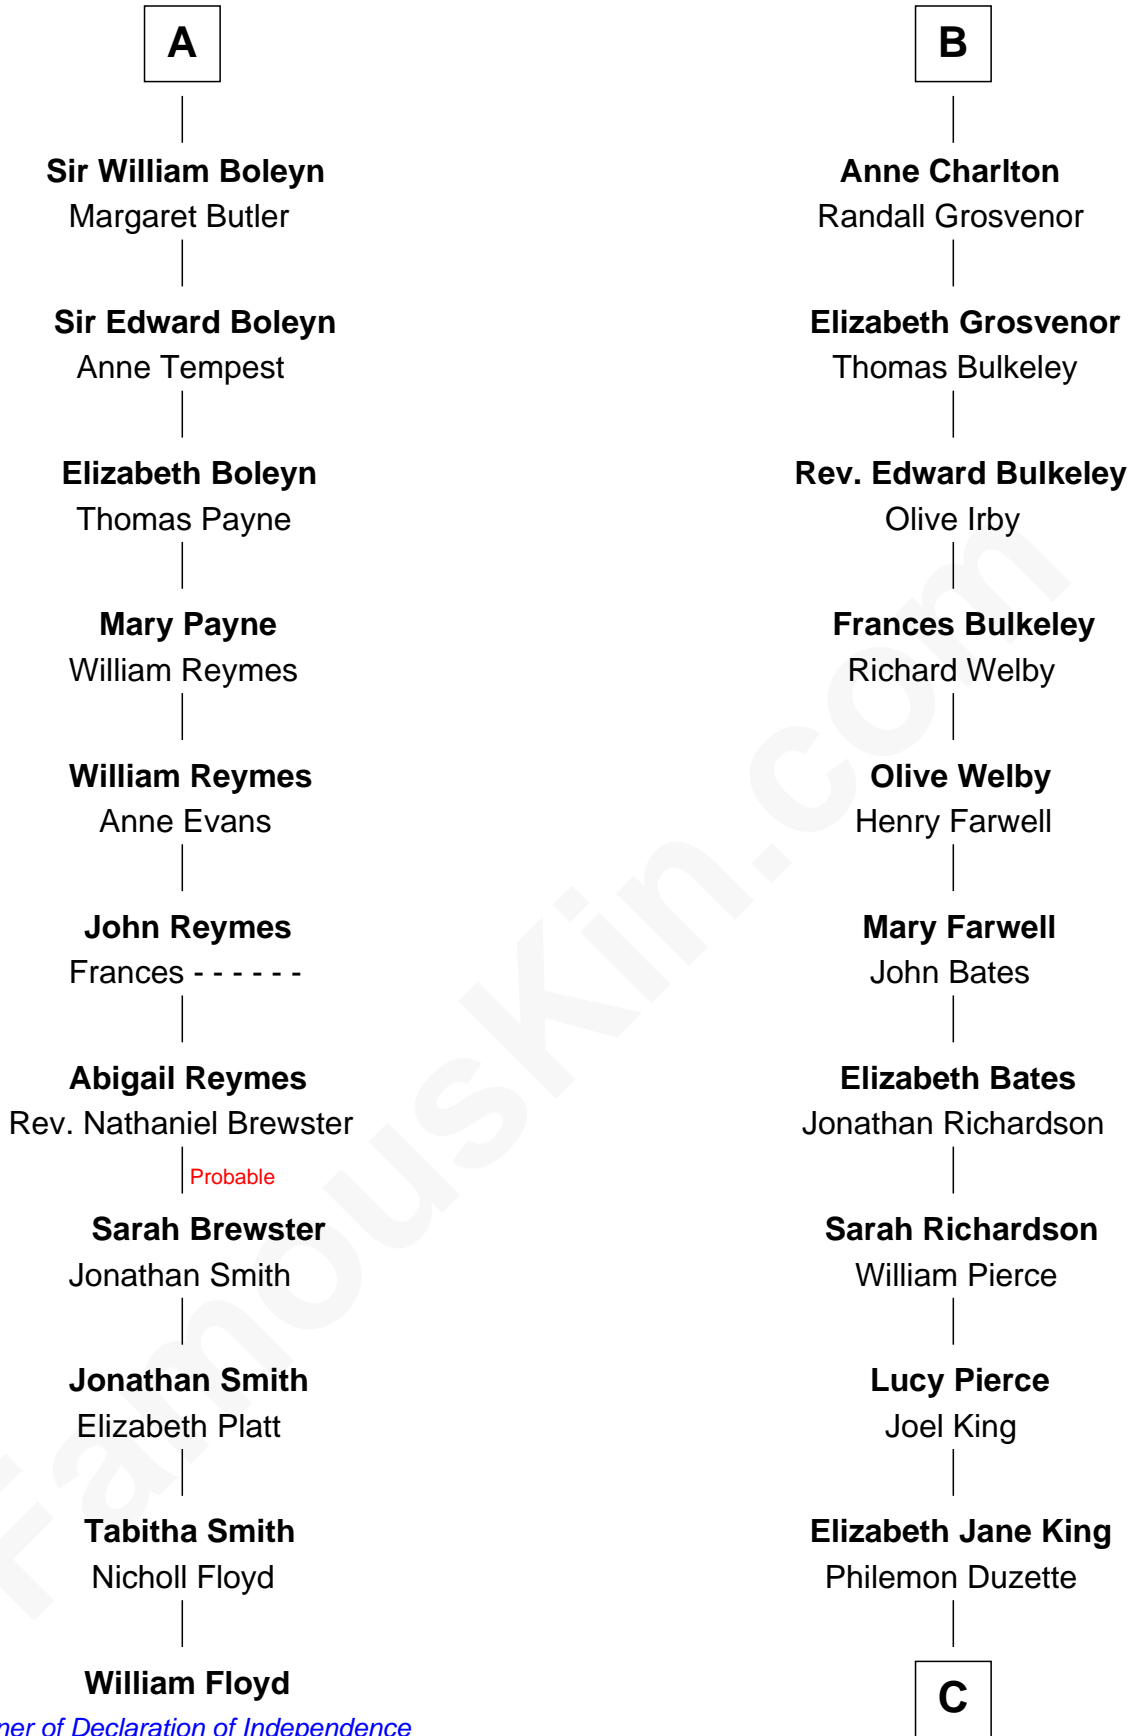 A
Sir William Boleyn
Margaret Butler
Sir Edward Boleyn
Anne Tempest
Elizabeth Boleyn
Thomas Payne
Mary Payne
William Reymes
William Reymes
Anne Evans
John Reymes
Frances - - - - - -
Abigail Reymes
Rev. Nathaniel Brewster
Probable
Sarah Brewster
Jonathan Smith
Jonathan Smith
Elizabeth Platt
Tabitha Smith
Nicholl Floyd
William Floyd
of Declaration of Independence
B
Anne Charlton
Randall Grosvenor
Elizabeth Grosvenor
Thomas Bulkeley
Rev. Edward Bulkeley
Olive Irby
Frances Bulkeley
Richard Welby
Olive Welby
Henry Farwell
Mary Farwell
John Bates
Elizabeth Bates
Jonathan Richardson
Sarah Richardson
William Pierce
Lucy Pierce
Joel King
Elizabeth Jane King
Philemon Duzette
C
FamousKin.com